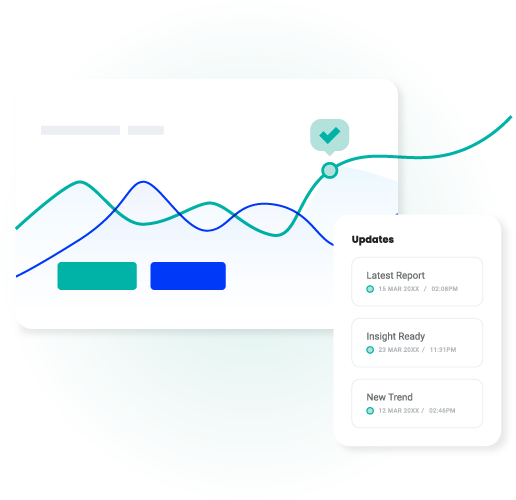 Updates
Latest Report
15 MAR 20XX / 02:08PM
Insight Ready
23 MAR 20XX / 11:31PM
New Trend
12 MAR 20XX / 02:46PM